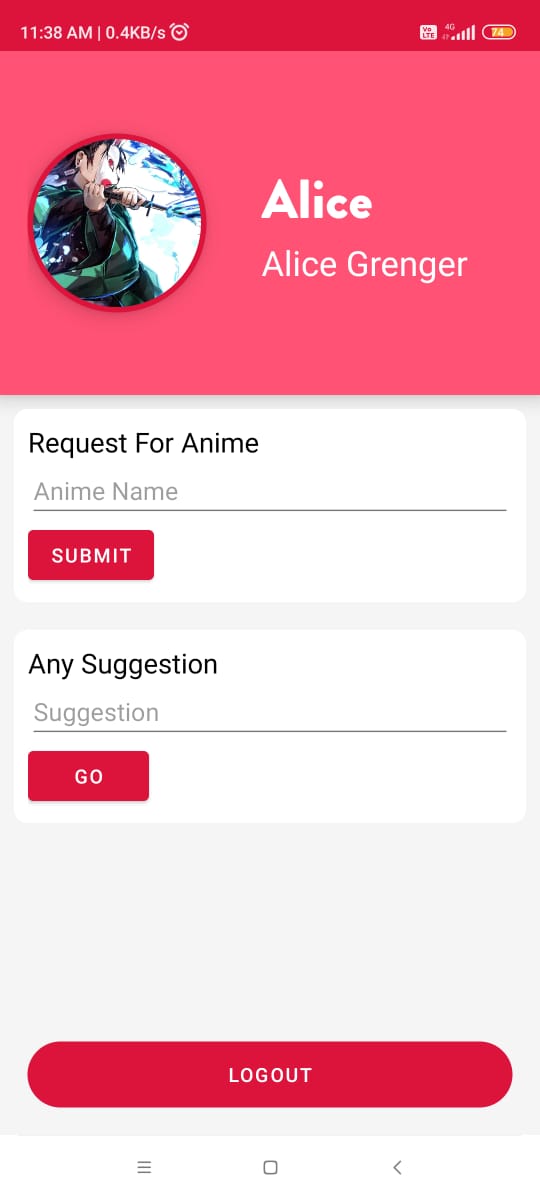 11:38 AM | 0.4KB/s
Vo LTE 4G 74
Alice
Alice Grenger
Request For Anime
Anime Name
SUBMIT
Any Suggestion
Suggestion
GO
LOGOUT